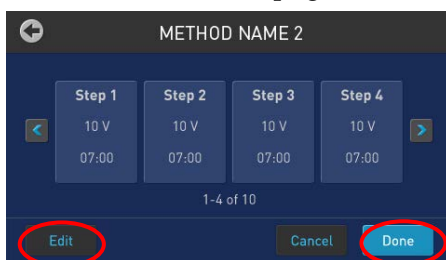 METHOD NAME 2
Step 1 Step 2 Step 3 Step 4
10 V 10 V 10 V 10 V
07:00 07:00 07:00 07:00
1-4 of 10
Edit Cancel Done